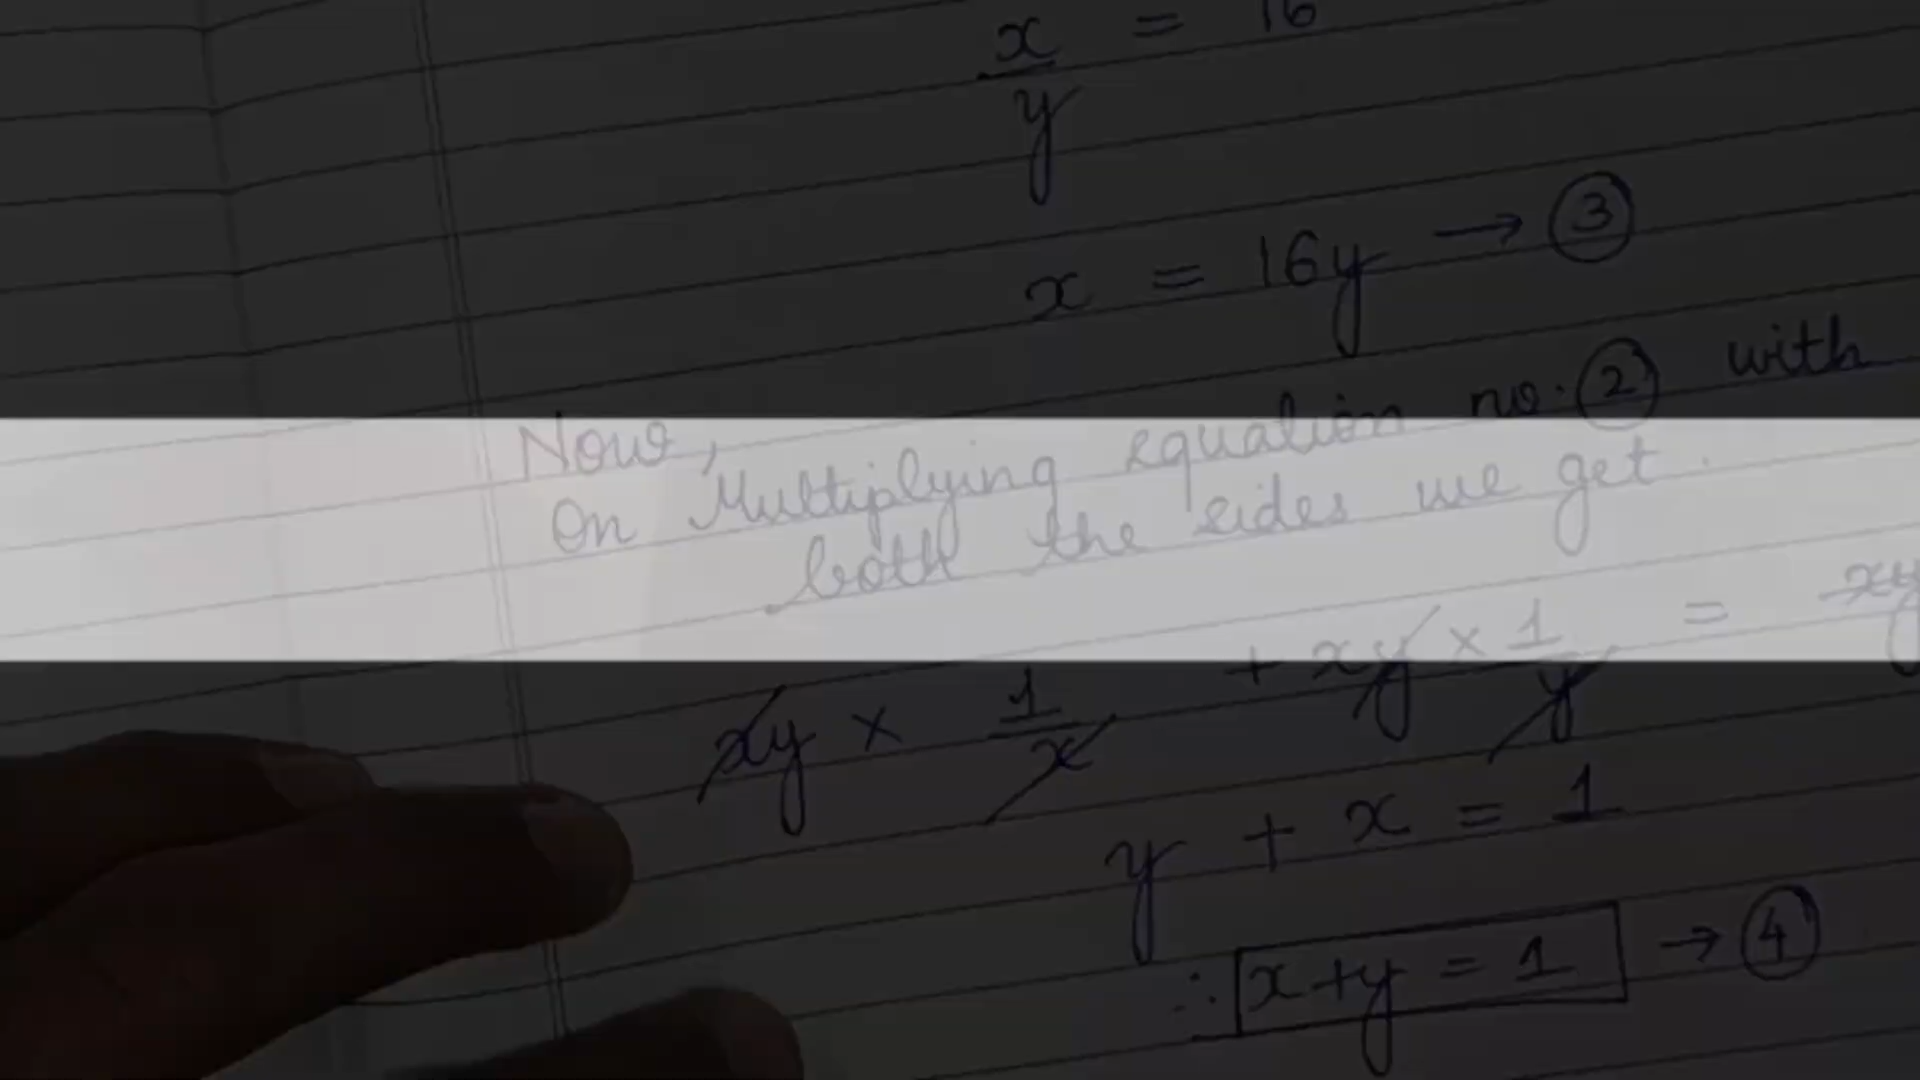 x/y = 16
x = 16y → ③
Now,
On Multiplying equation no. ② with
both the sides we get.
xy × 1/x + xy × 1/y = xy
y + x = 1
∴ x+y = 1 → ④